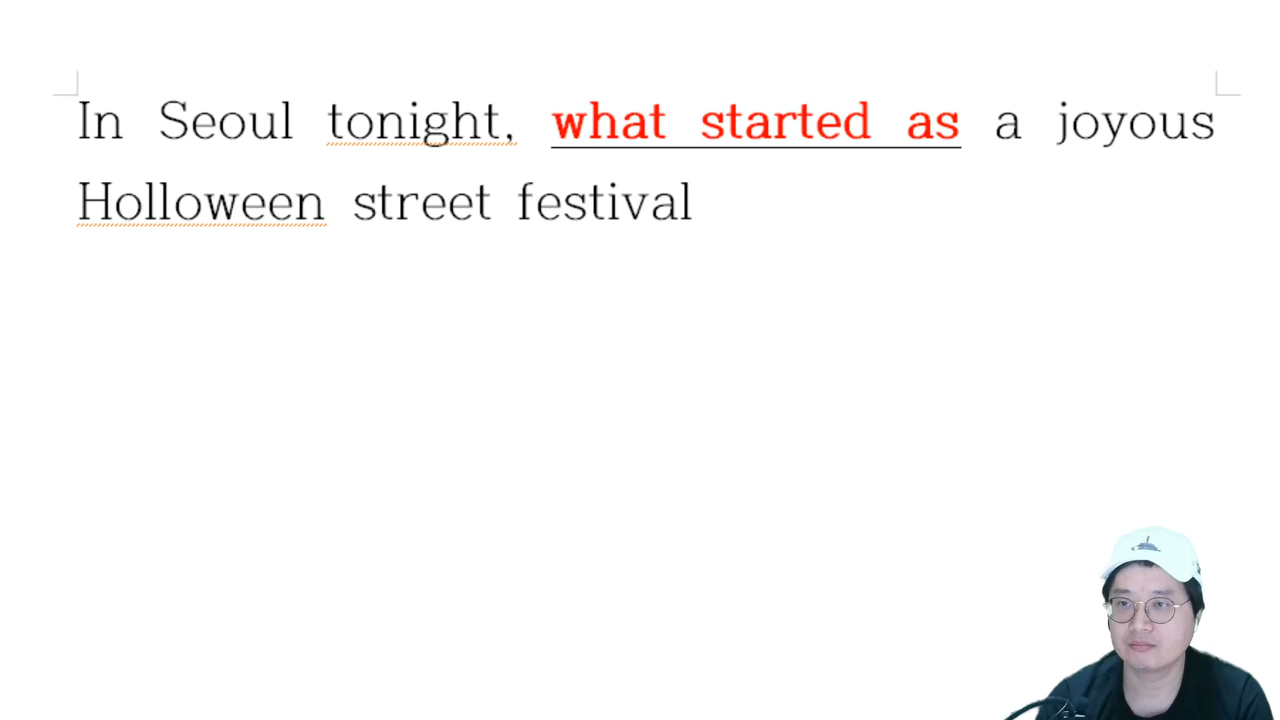 In Seoul tonight, what started as a joyous
Holloween street festival